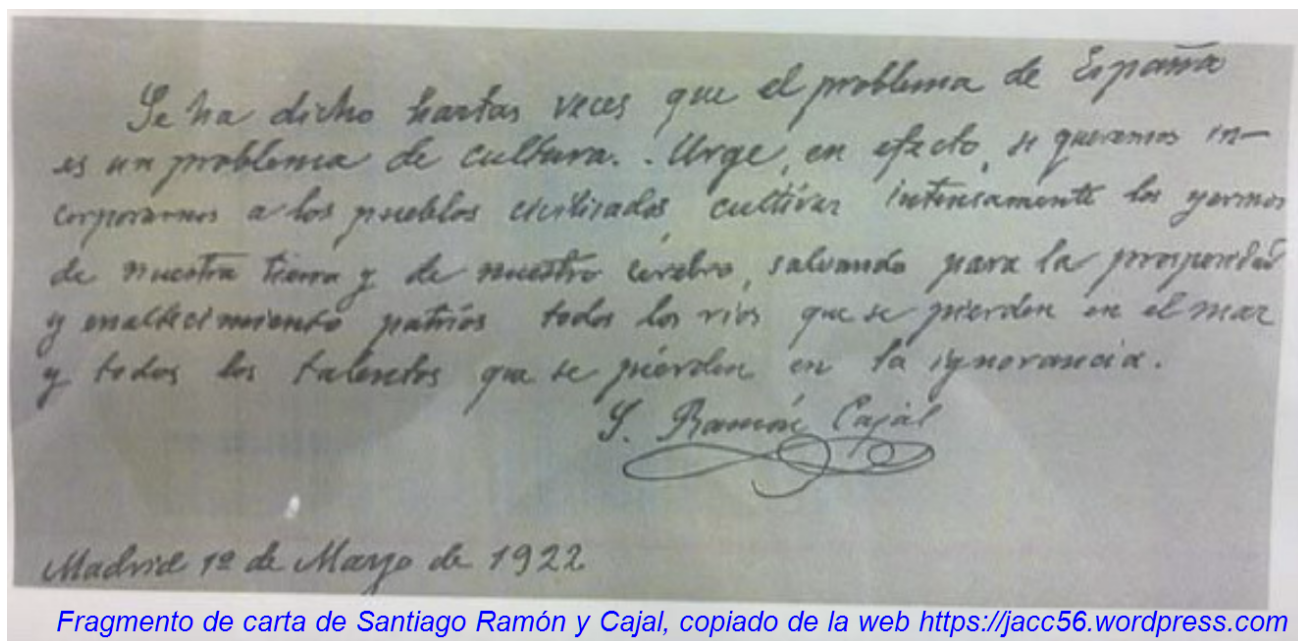 Se ha dicho hartas veces que el problema de España
es un problema de cultura. . Urge, en efecto, si queremos in-
corporarnos a los pueblos civilizados, cultivar intensamente los yermos
de nuestra tierra y de nuestro cerebro, salvando para la prosperidad
y enaltecimiento patrios todos los rios que se pierden en el mar
y todos los talentos que se pierden en la ignorancia.
S. Ramón Cajal
Madrid 1º de Marzo de 1922
Fragmento de carta de Santiago Ramón y Cajal, copiado de la web https://jacc56.wordpress.com